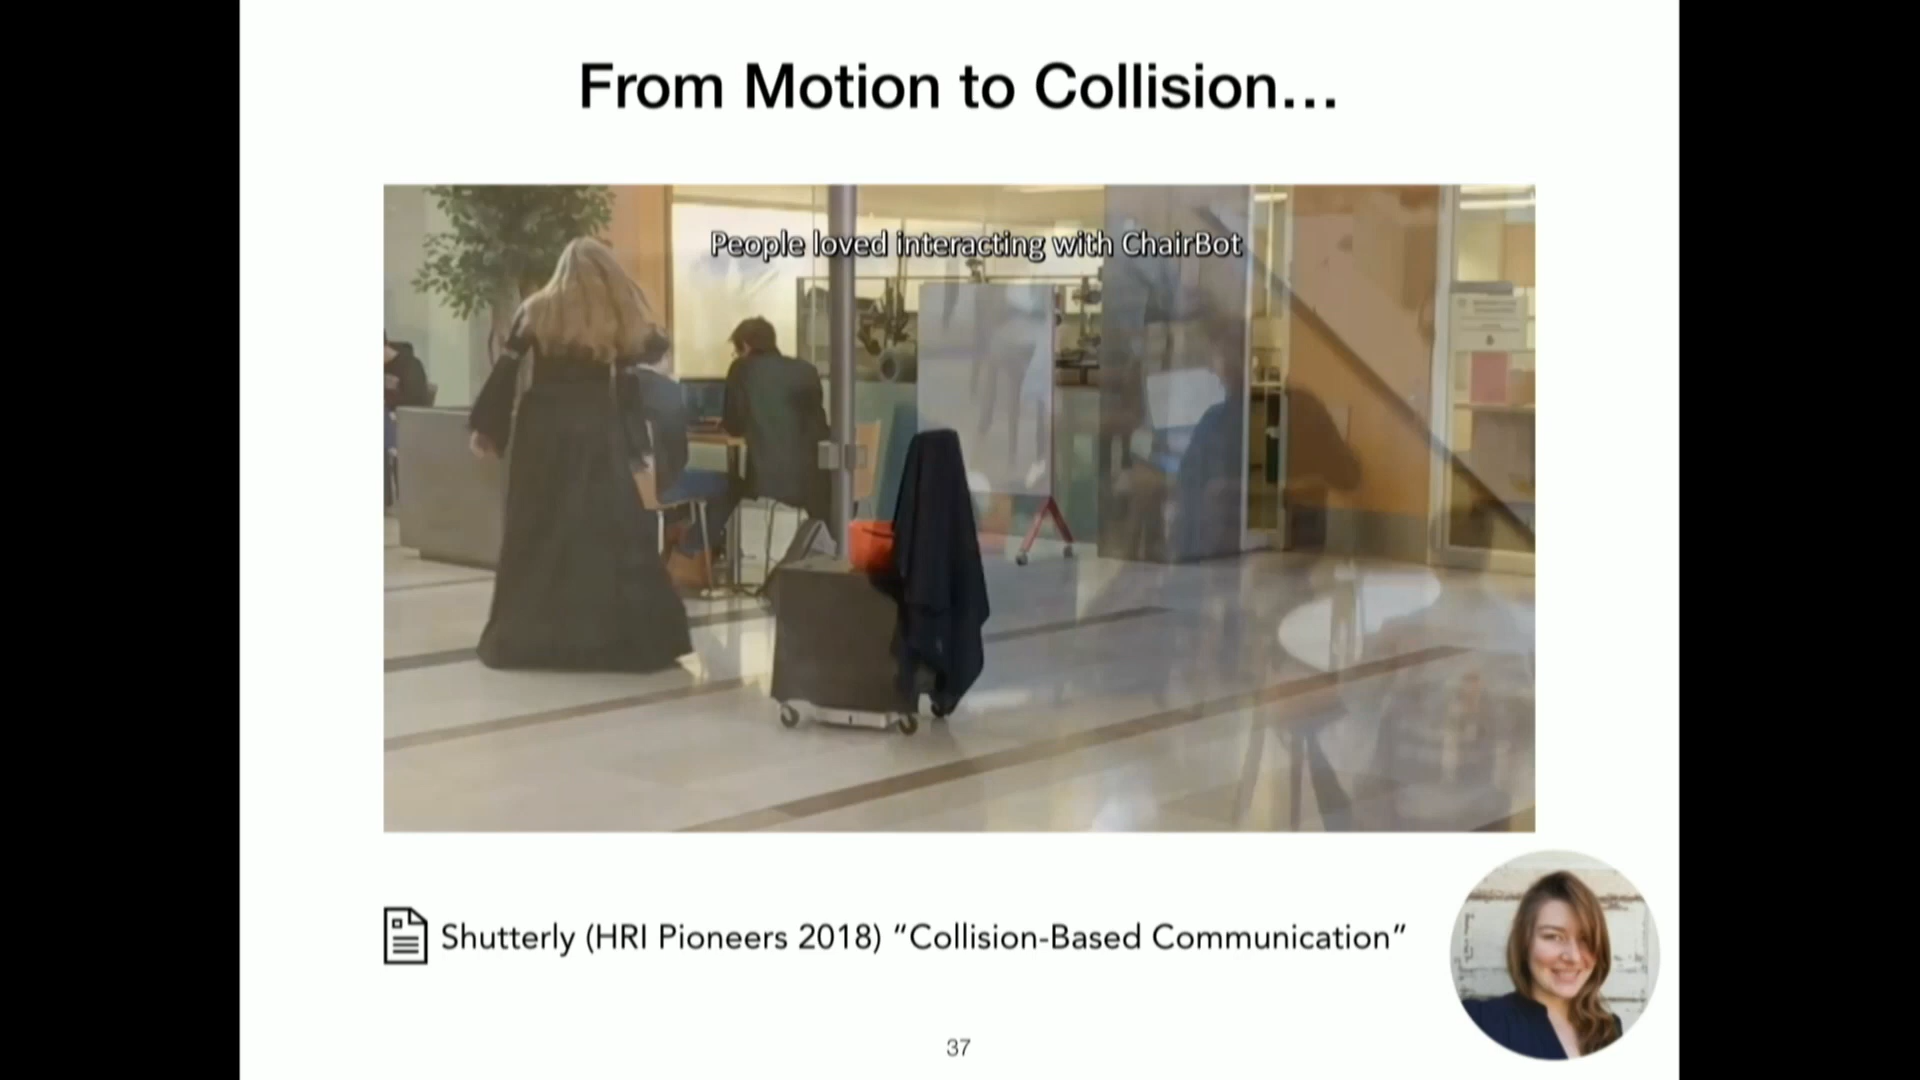 From Motion to Collision…
People loved interacting with ChairBot
Shutterly (HRI Pioneers 2018) “Collision-Based Communication”
37